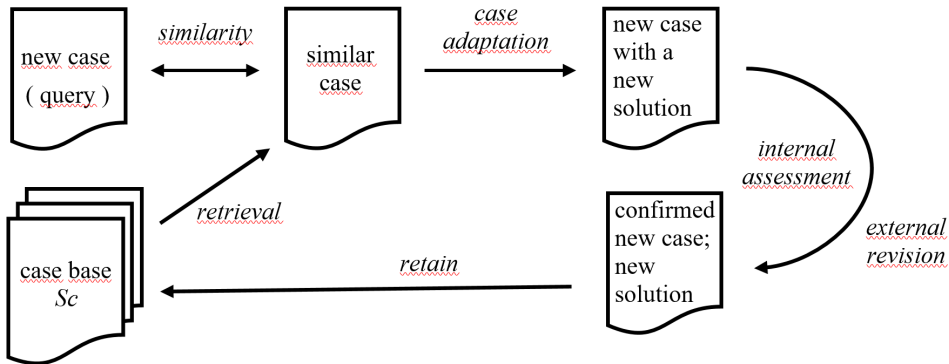 new case
( query )
similarity
similar
case
case
adaptation
new case
with a
new
solution
internal
assessment
external
revision
confirmed
new case;
new
solution
retain
case base
Sc
retrieval